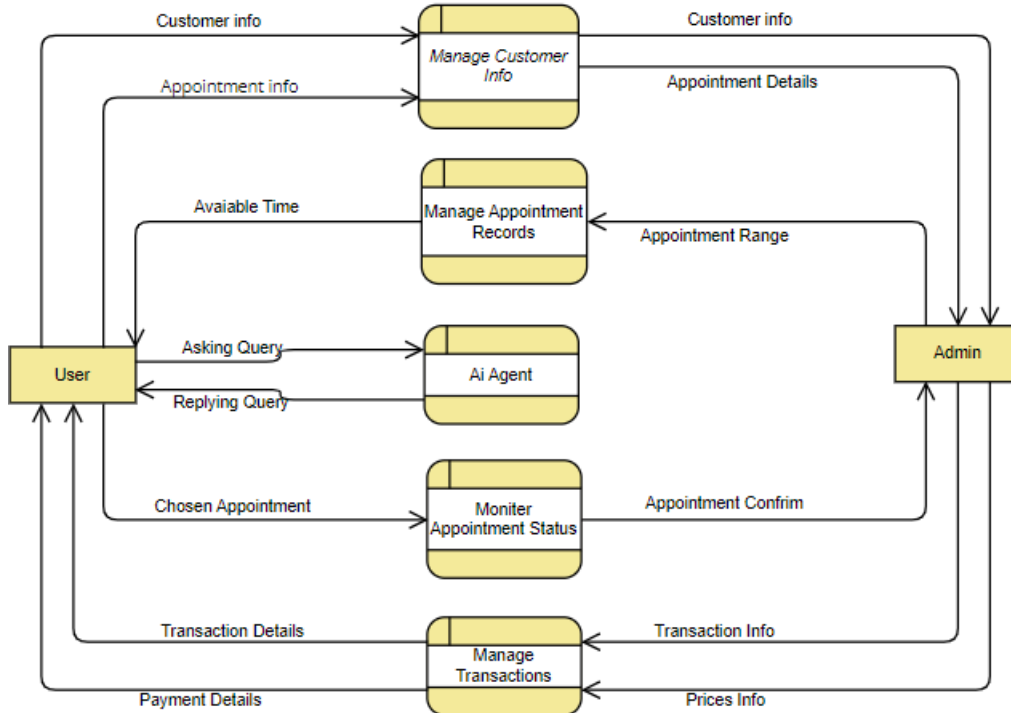 Customer info
Customer info
Manage Customer
Info
Appointment info
Appointment Details
Avaiable Time
Manage Appointment
Records
Appointment Range
Asking Query
User
Ai Agent
Admin
Replying Query
Chosen Appointment
Moniter
Appointment Status
Appointment Confrim
Transaction Details
Manage
Transactions
Transaction Info
Payment Details
Prices Info